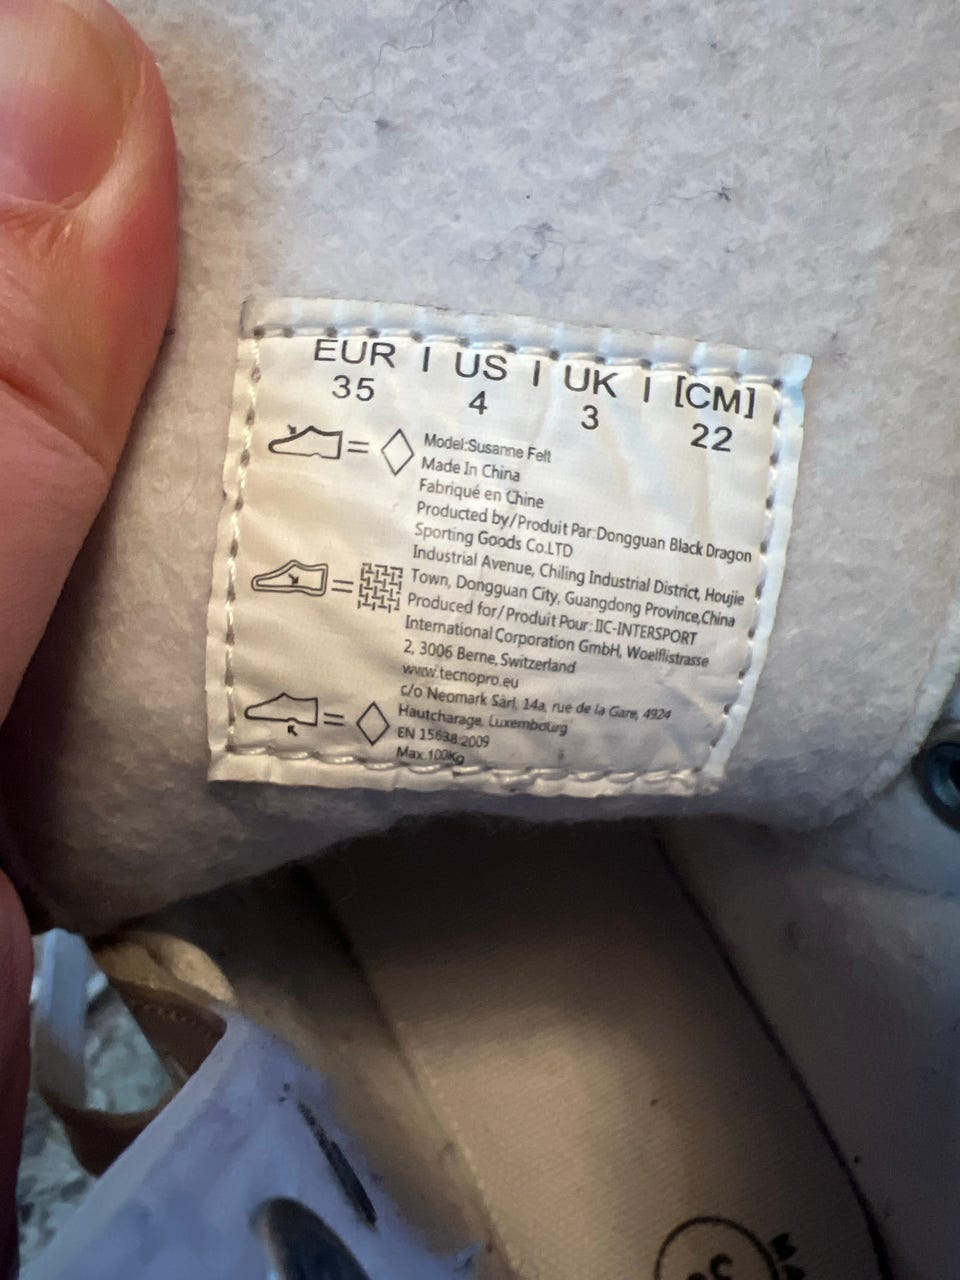 EUR | US | UK | [CM]
35 4 3 22
= Model:Susanne Felt
Made In China
Fabriqué en Chine
Producted by/Produit Par:Dongguan Black Dragon
Sporting Goods Co.LTD
Industrial Avenue, Chiling Industrial District, Houjie
= Town, Dongguan City, Guangdong Province,China
Produced for/Produit Pour: IIC-INTERSPORT
International Corporation GmbH, Woelflistrasse
2, 3006 Berne, Switzerland
www.tecnopro.eu
c/o Neomark Sàrl, 14a, rue de la Gare, 4924
= Hautcharage, Luxembourg
EN 15638:2009
Max 100Kg